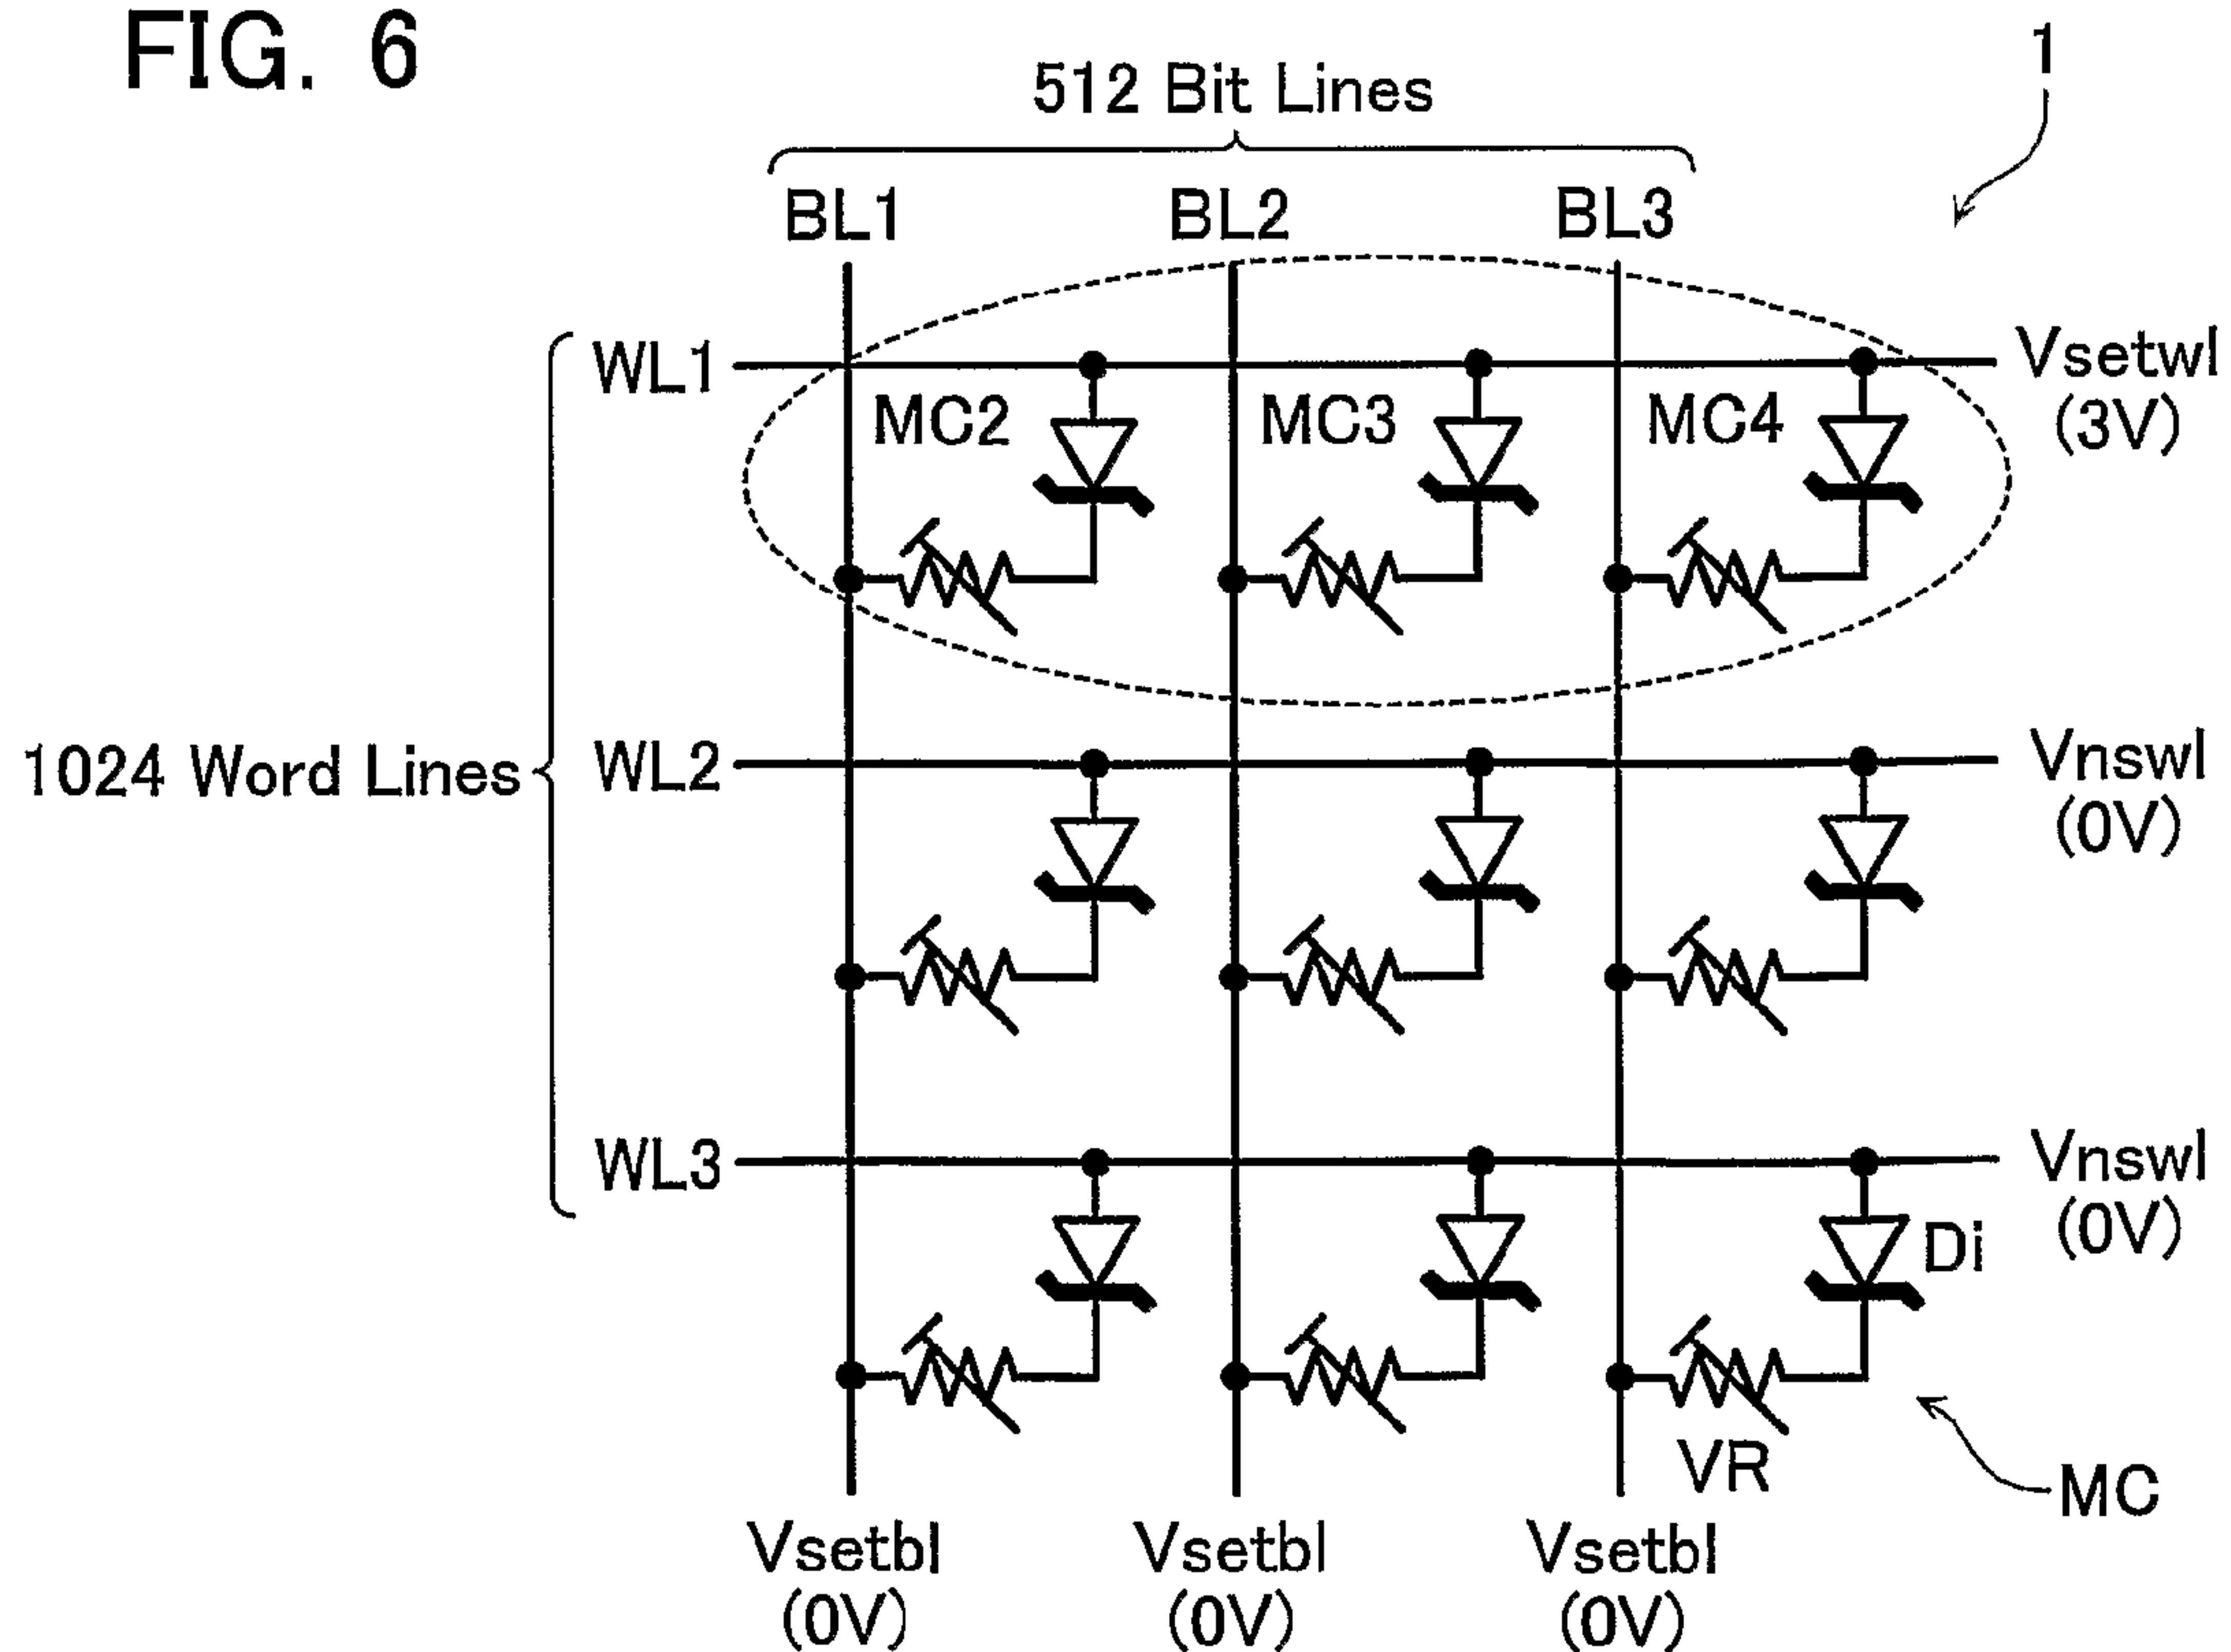 FIG. 6
1
512 Bit Lines
BL1 BL2 BL3
WL1
Vsetwl
(3V)
MC2 MC3 MC4
1024 Word Lines
WL2
Vnswl
(0V)
WL3
Vnswl
(0V)
Di
VR
MC
Vsetbl Vsetbl Vsetbl
(0V) (0V) (0V)